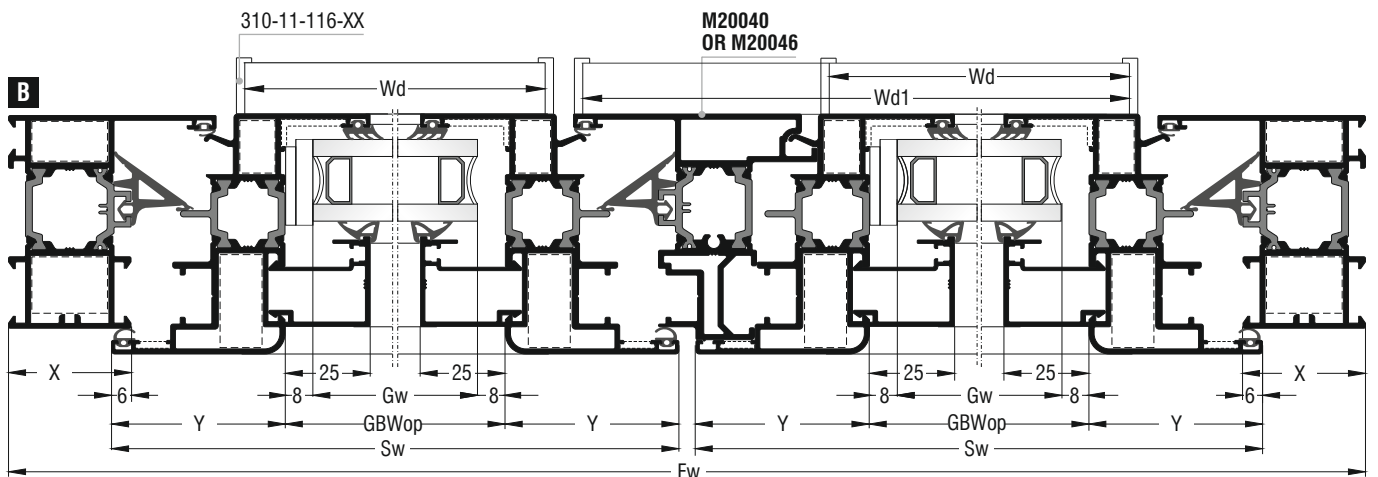 310-11-116-XX
M20040
OR M20046
B
Wd
Wd
Wd1
X
25
25
25
25
X
6
8
Gw
8
8
Gw
8
6
Y
GBWop
Y
Y
GBWop
Y
Sw
Sw
Fw